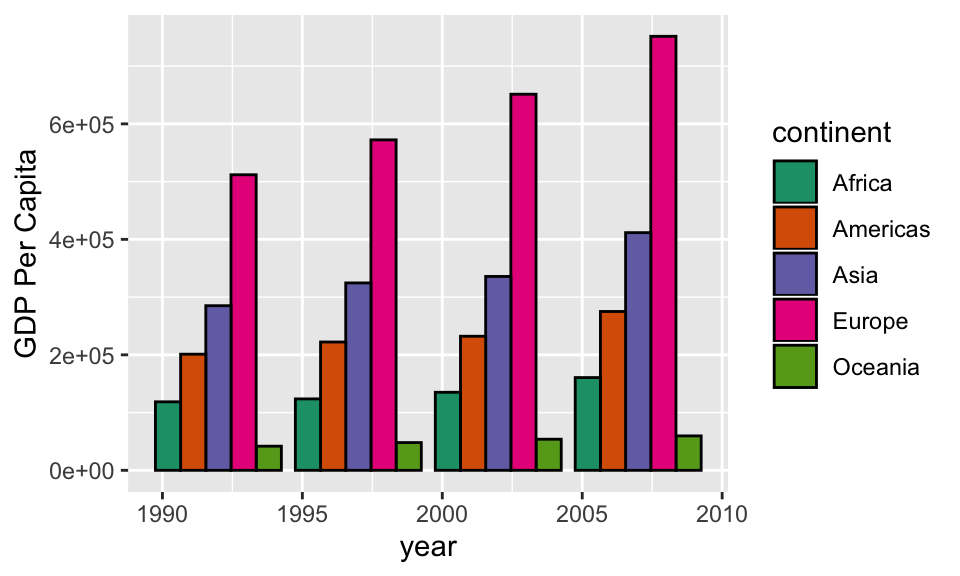 GDP Per Capita
6e+05
4e+05
2e+05
0e+00
1990 1995 2000 2005 2010
year
continent
Africa
Americas
Asia
Europe
Oceania